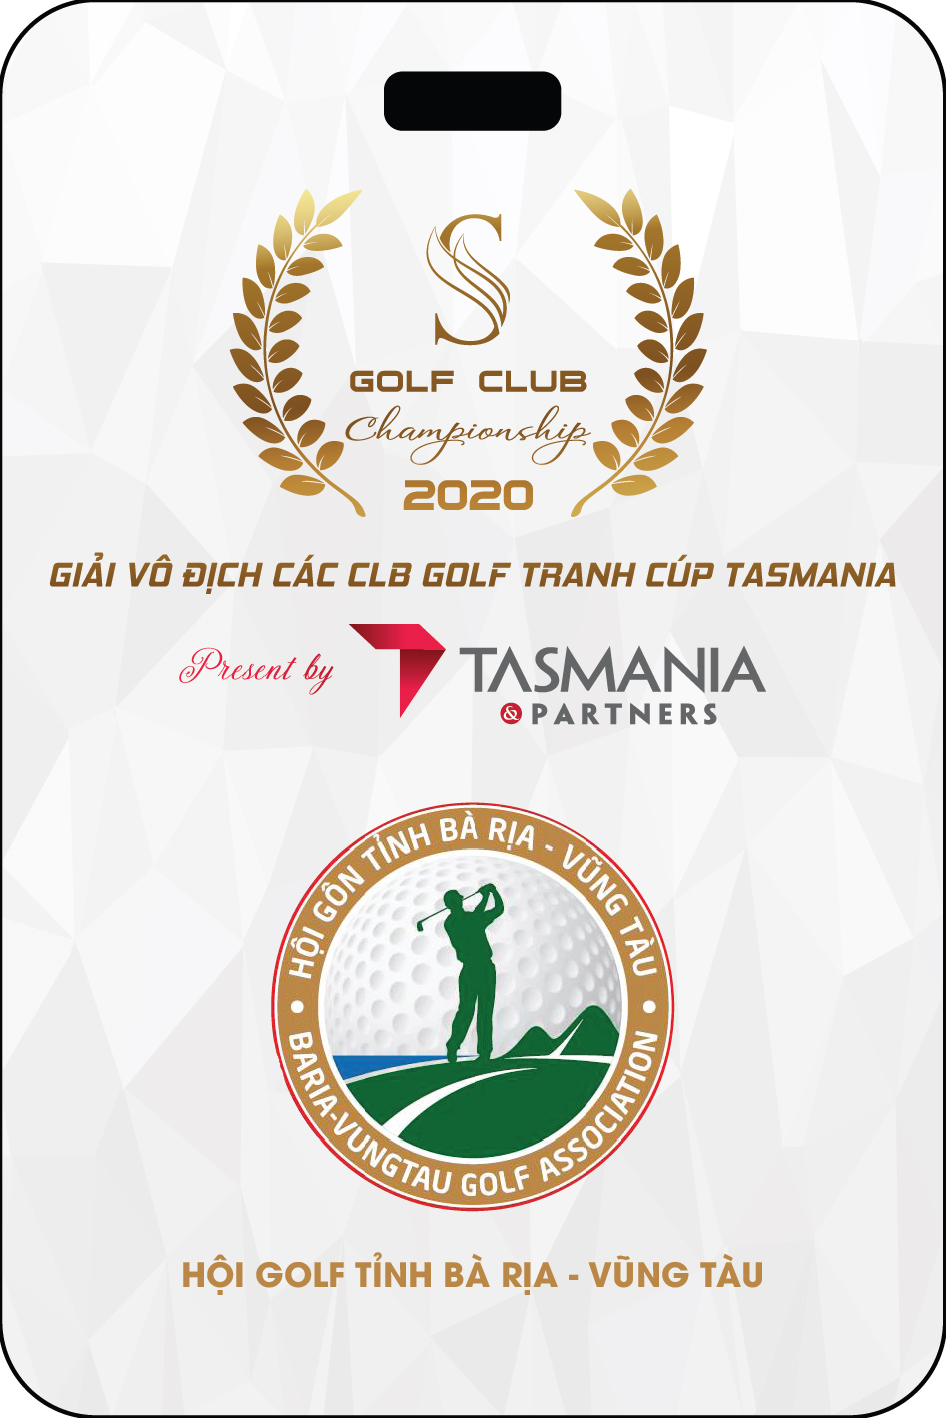 S
GOLF CLUB
Championship
2020
GIẢI VÔ ĐỊCH CÁC CLB GOLF TRANH CÚP TASMANIA
Present by
TASMANIA
& PARTNERS
HỘI GÔN TỈNH BÀ RỊA - VŨNG TÀU
BARIA-VUNGTAU GOLF ASSOCIATION
HỘI GOLF TỈNH BÀ RỊA - VŨNG TÀU